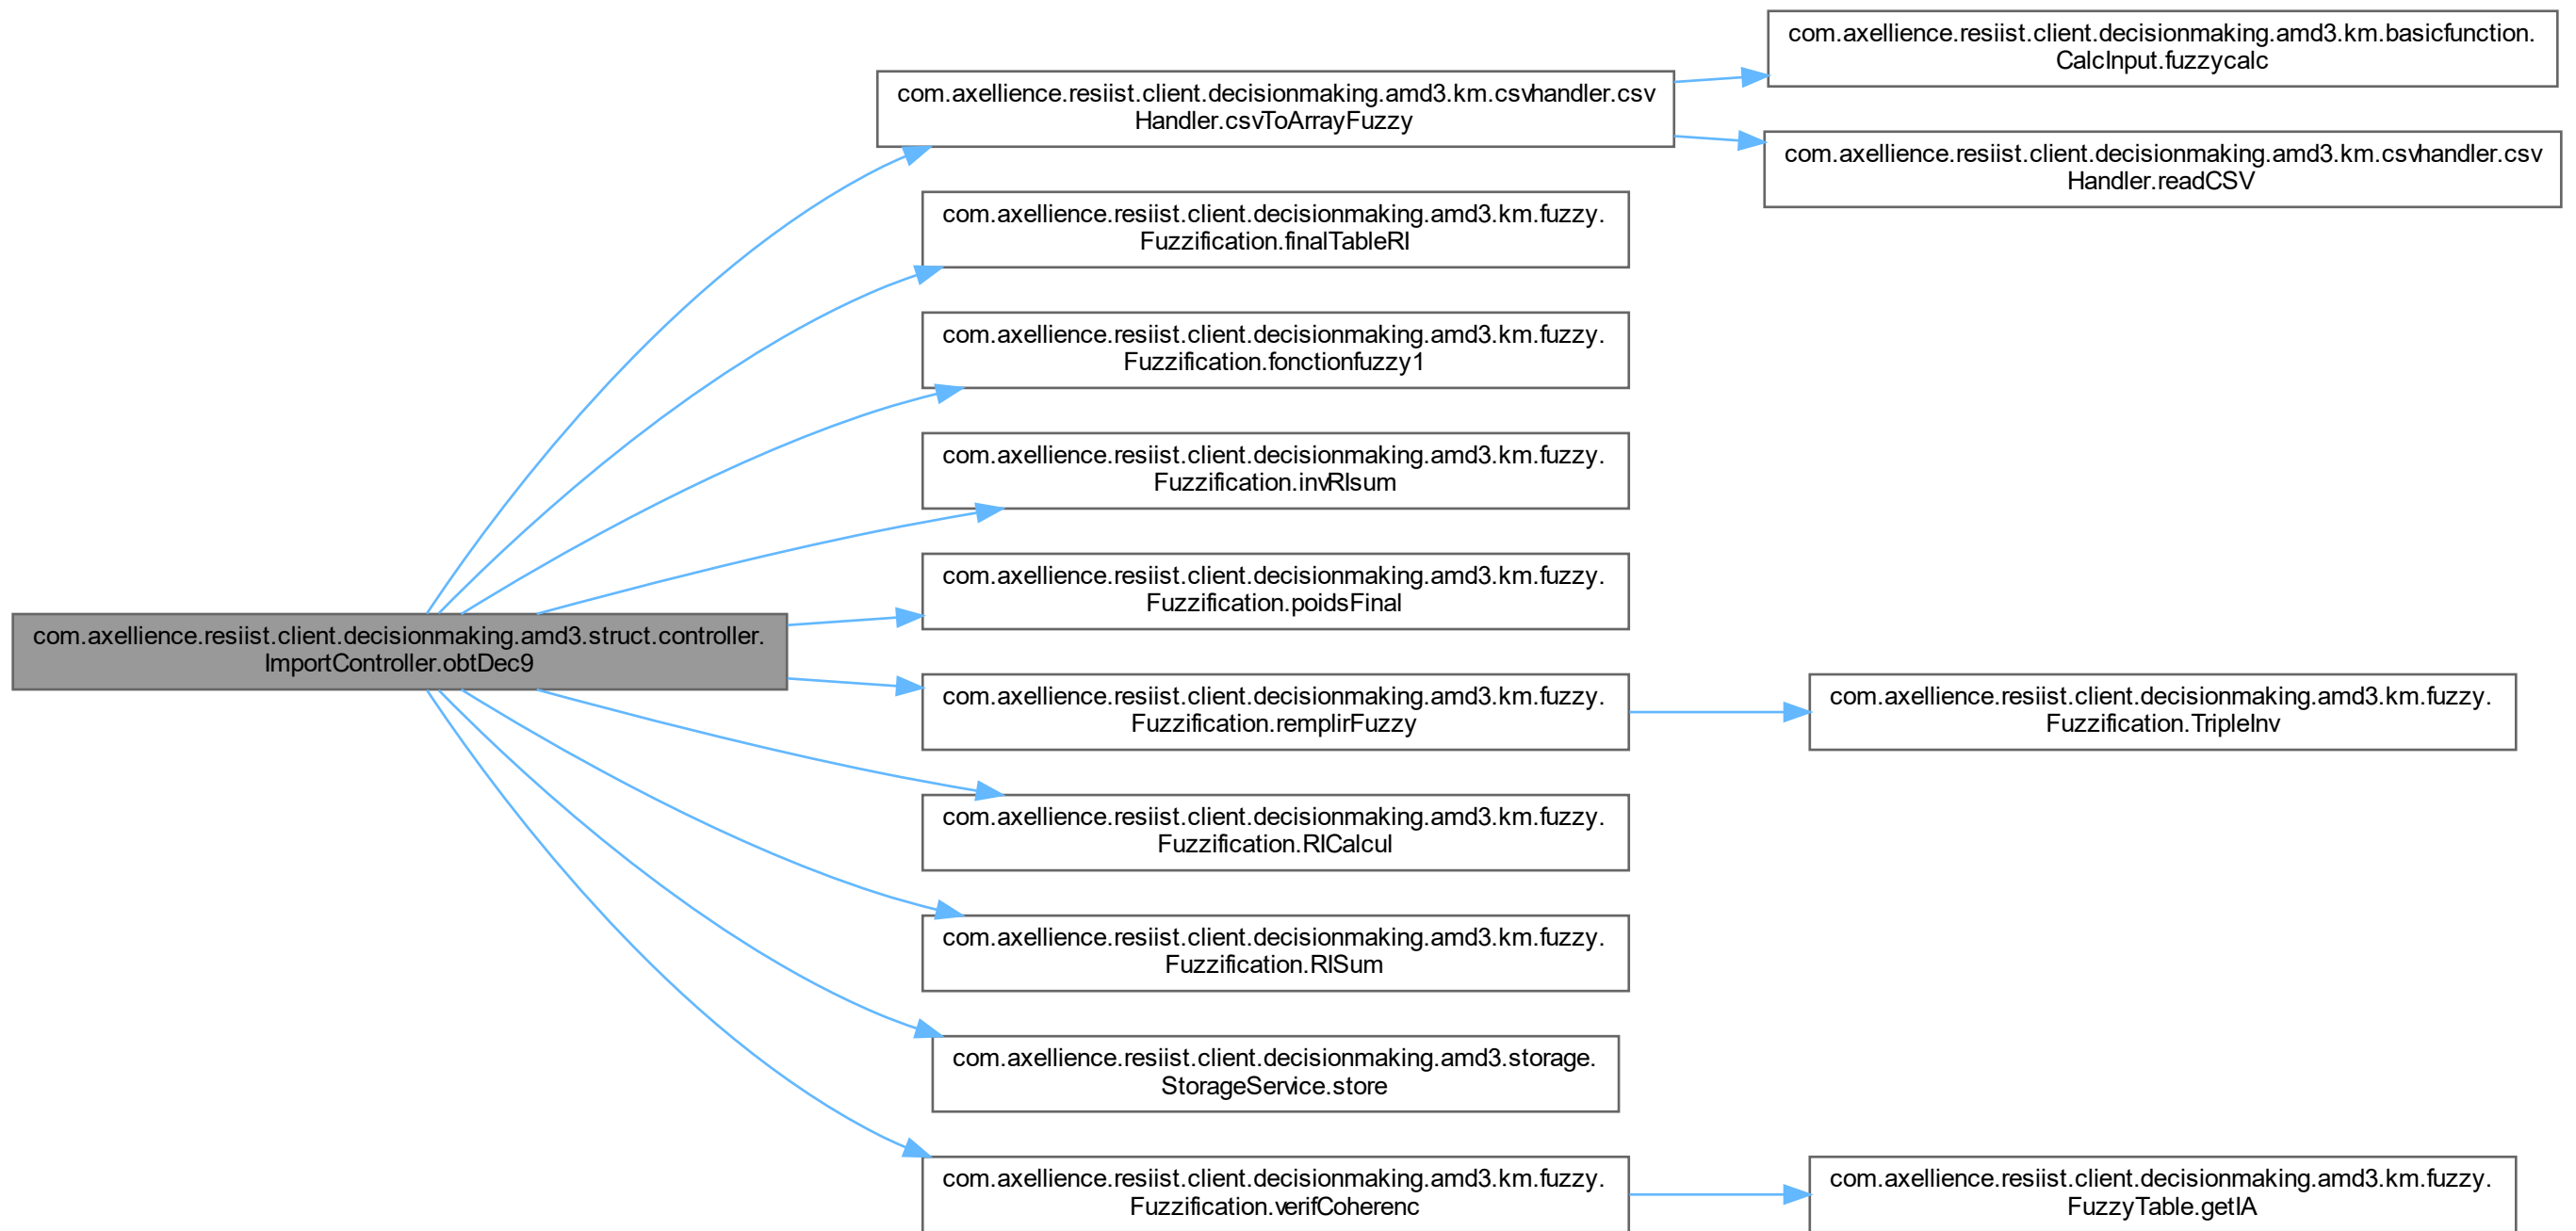 com.axellience.resiist.client.decisionmaking.amd3.km.basicfunction.
CalcInput.fuzzycalc
com.axellience.resiist.client.decisionmaking.amd3.km.csvhandler.csv
Handler.csvToArrayFuzzy
com.axellience.resiist.client.decisionmaking.amd3.km.csvhandler.csv
Handler.readCSV
com.axellience.resiist.client.decisionmaking.amd3.km.fuzzy.
Fuzzification.finalTableRI
com.axellience.resiist.client.decisionmaking.amd3.km.fuzzy.
Fuzzification.fonctionfuzzy1
com.axellience.resiist.client.decisionmaking.amd3.km.fuzzy.
Fuzzification.invRIsum
com.axellience.resiist.client.decisionmaking.amd3.km.fuzzy.
Fuzzification.poidsFinal
com.axellience.resiist.client.decisionmaking.amd3.struct.controller.
ImportController.obtDec9
com.axellience.resiist.client.decisionmaking.amd3.km.fuzzy.
Fuzzification.remplirFuzzy
com.axellience.resiist.client.decisionmaking.amd3.km.fuzzy.
Fuzzification.TripleInv
com.axellience.resiist.client.decisionmaking.amd3.km.fuzzy.
Fuzzification.RICalcul
com.axellience.resiist.client.decisionmaking.amd3.km.fuzzy.
Fuzzification.RISum
com.axellience.resiist.client.decisionmaking.amd3.storage.
StorageService.store
com.axellience.resiist.client.decisionmaking.amd3.km.fuzzy.
Fuzzification.verifCoherenc
com.axellience.resiist.client.decisionmaking.amd3.km.fuzzy.
FuzzyTable.getIA